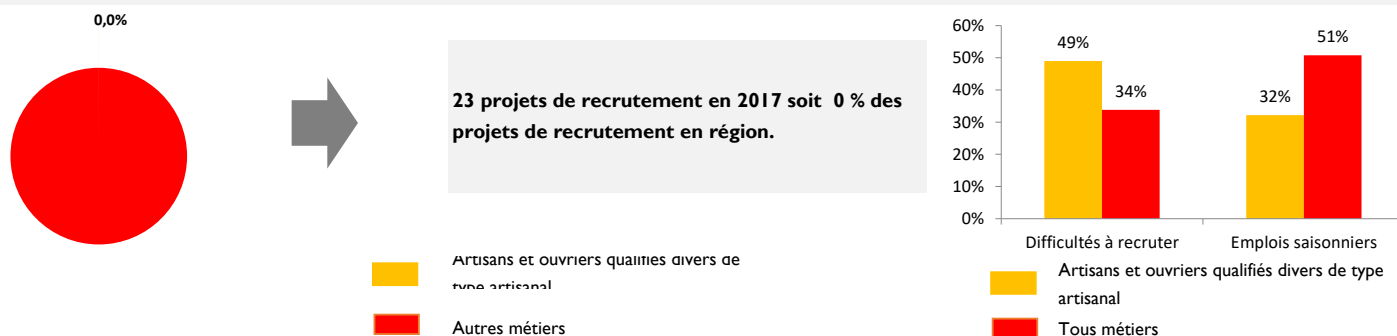 0,0%
23 projets de recrutement en 2017 soit 0 % des
projets de recrutement en région.
Artisans et ouvriers qualifiés divers de
type artisanal
Autres métiers
60%
50%
40%
30%
20%
10%
0%
49%
34%
32%
51%
Difficultés à recruter
Emplois saisonniers
Artisans et ouvriers qualifiés divers de type
artisanal
Tous métiers